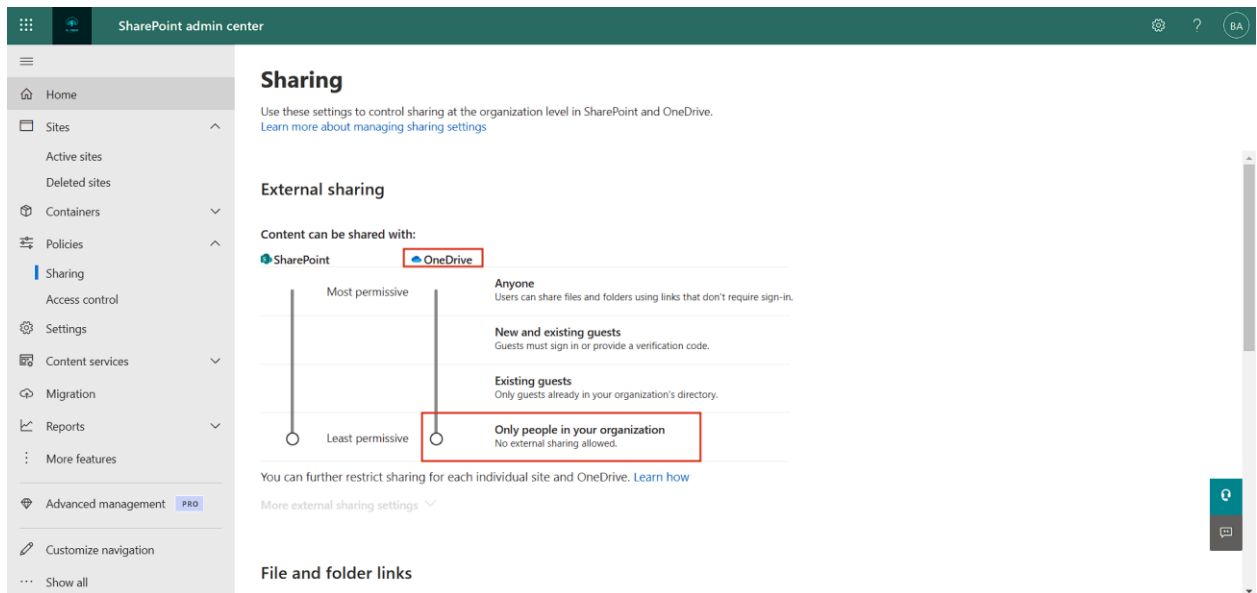 SharePoint admin center
BA
Home
Sites
Active sites
Deleted sites
Containers
Policies
Sharing
Access control
Settings
Content services
Migration
Reports
More features
Advanced management PRO
Customize navigation
Show all
Sharing
Use these settings to control sharing at the organization level in SharePoint and OneDrive.
Learn more about managing sharing settings
External sharing
Content can be shared with:
SharePoint OneDrive
Most permissive
Anyone
Users can share files and folders using links that don't require sign-in.
New and existing guests
Guests must sign in or provide a verification code.
Existing guests
Only guests already in your organization's directory.
Least permissive
Only people in your organization
No external sharing allowed.
You can further restrict sharing for each individual site and OneDrive. Learn how
More external sharing settings
File and folder links